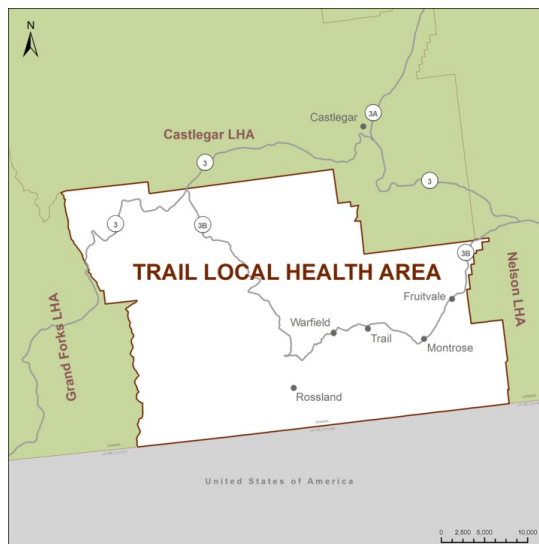 N
Castlegar
3A
Castlegar LHA
3
3
3
3B
TRAIL LOCAL HEALTH AREA
3B
Nelson LHA
Grand Forks LHA
Fruitvale
Warfield
Trail
Montrose
Rossland
United States of America
0 2,500 5,000 10,000